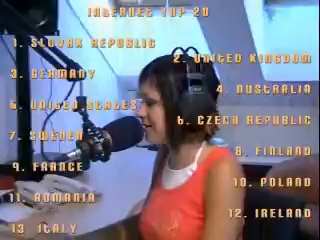 INTERNET TOP 20
1. SLOVAK REPUBLIC
2. UNITED KINGDOM
3. GERMANY
4. AUSTRALIA
5. UNITED STATES
6. CZECH REPUBLIC
7. SWEDEN
8. FINLAND
9. FRANCE
10. POLAND
11. ROMANIA
12. IRELAND
13. ITALY